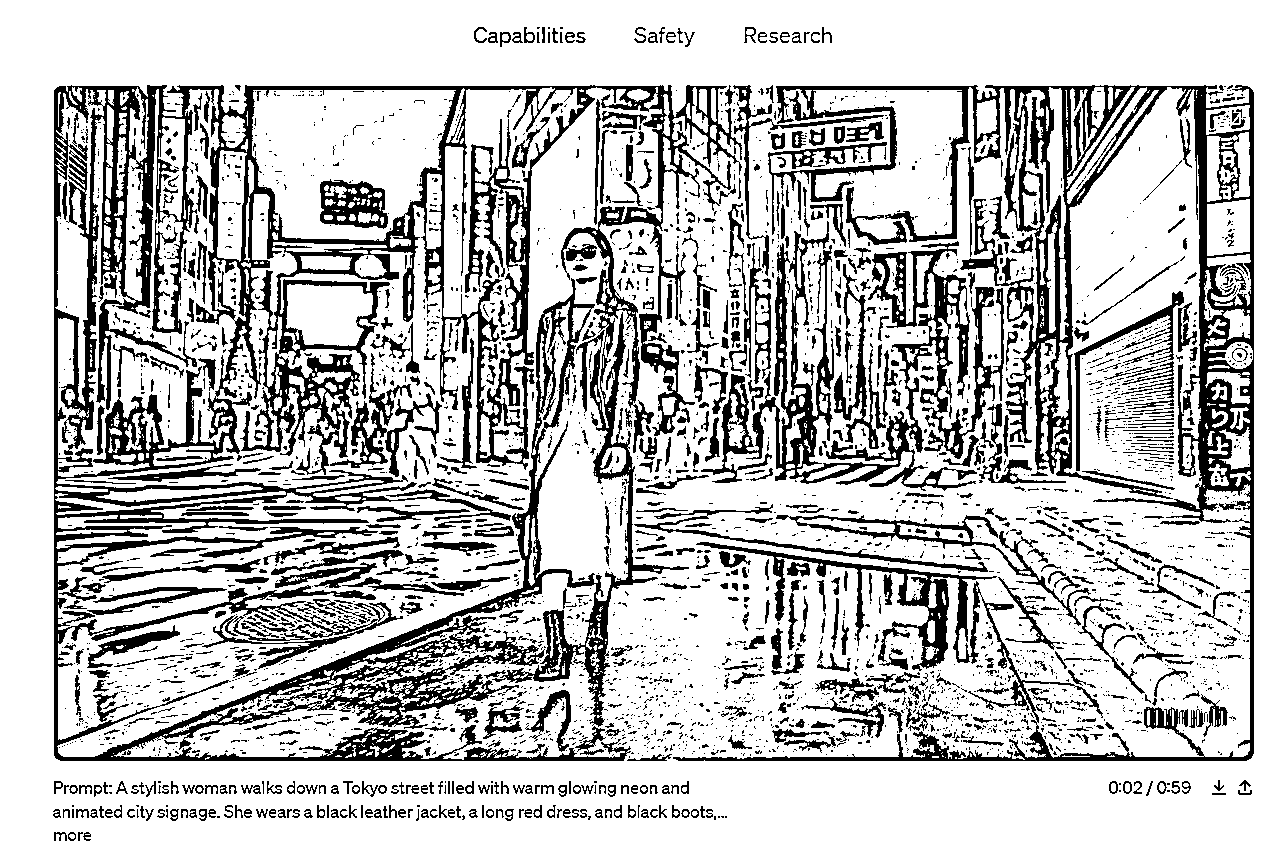 Capabilities Safety Research
Prompt: A stylish woman walks down a Tokyo street filled with warm glowing neon and
animated city signage. She wears a black leather jacket, a long red dress, and black boots,...
more
0:02 / 0:59